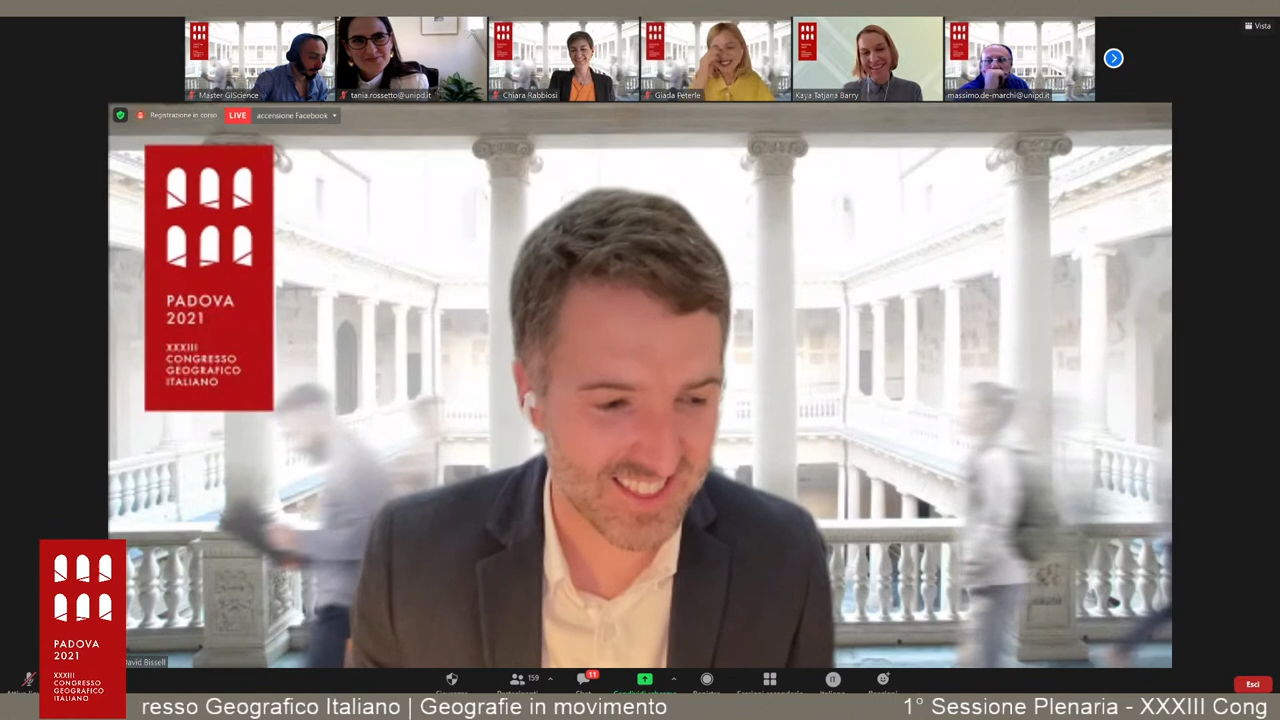 Vista
Master GIScience
tania.rossetto@unipd.it
Chiara Rabbiosi
Giada Peterle
Kaya Tatjana Barry
massimo.de-marchi@unipd.it
Registrazione in corso
LIVE
accensione Facebook
PADOVA
2021
XXXIII
CONGRESSO
GEOGRAFICO
ITALIANO
David Bissell
159
11
IT
Esci
PADOVA
2021
XXXIII
CONGRESSO
GEOGRAFICO
ITALIANO
resso Geografico Italiano | Geografie in movimento
1° Sessione Plenaria - XXXIII Cong